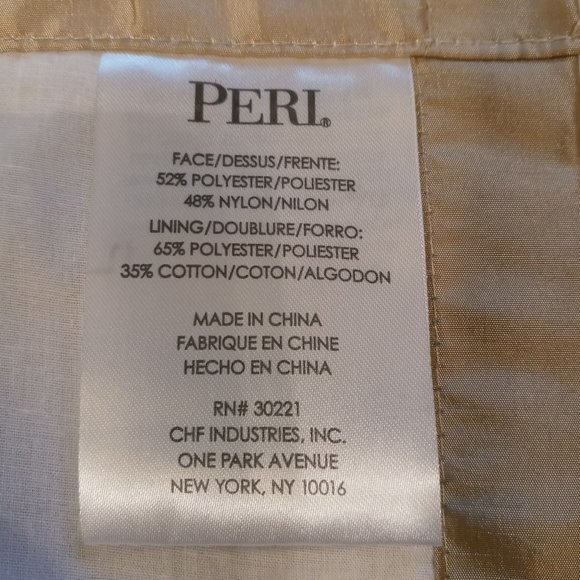 PERI®
FACE/DESSUS/FRENTE:
52% POLYESTER/POLIESTER
48% NYLON/NILON
LINING/DOUBLURE/FORRO:
65% POLYESTER/POLIESTER
35% COTTON/COTON/ALGODON
MADE IN CHINA
FABRIQUE EN CHINE
HECHO EN CHINA
RN# 30221
CHF INDUSTRIES, INC.
ONE PARK AVENUE
NEW YORK, NY 10016